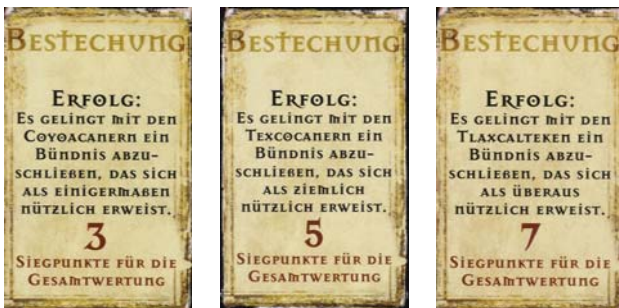 Bestechung
Erfolg:
Es gelingt mit den
Coyoacanern ein
Bündnis abzu-
schließen, das sich
als einigermaßen
nützlich erweist.
3
Siegpunkte für die
Gesamtwertung
Bestechung
Erfolg:
Es gelingt mit den
Texcocanern ein
Bündnis abzu-
schließen, das sich
als ziemlich
nützlich erweist.
5
Siegpunkte für die
Gesamtwertung
Bestechung
Erfolg:
Es gelingt mit den
Tlaxcalteken ein
Bündnis abzu-
schließen, das sich
als überaus
nützlich erweist.
7
Siegpunkte für die
Gesamtwertung